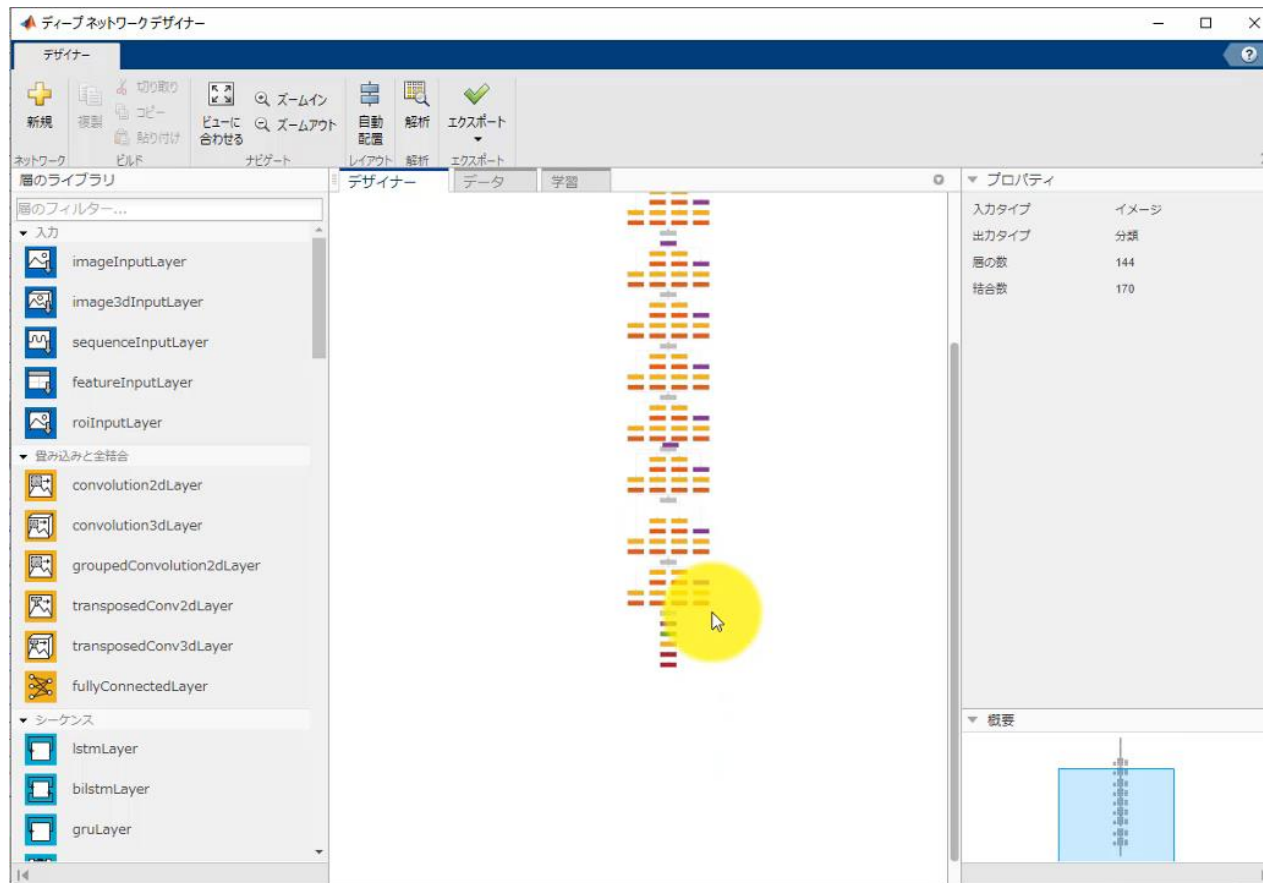 ディープ ネットワーク デザイナー
デザイナー
新規
複製
切り取り
コピー
貼り付け
ビューに
合わせる
ズームイン
ズームアウト
自動
配置
解析
エクスポート
ネットワーク
ビルド
ナビゲート
レイアウト
解析
エクスポート
層のライブラリ
層のフィルター...
入力
imageInputLayer
image3dInputLayer
sequenceInputLayer
featureInputLayer
roiInputLayer
畳み込みと全結合
convolution2dLayer
convolution3dLayer
groupedConvolution2dLayer
transposedConv2dLayer
transposedConv3dLayer
fullyConnectedLayer
シーケンス
lstmLayer
bilstmLayer
gruLayer
デザイナー
データ
学習
プロパティ
入力タイプ イメージ
出力タイプ 分類
層の数 144
結合数 170
概要